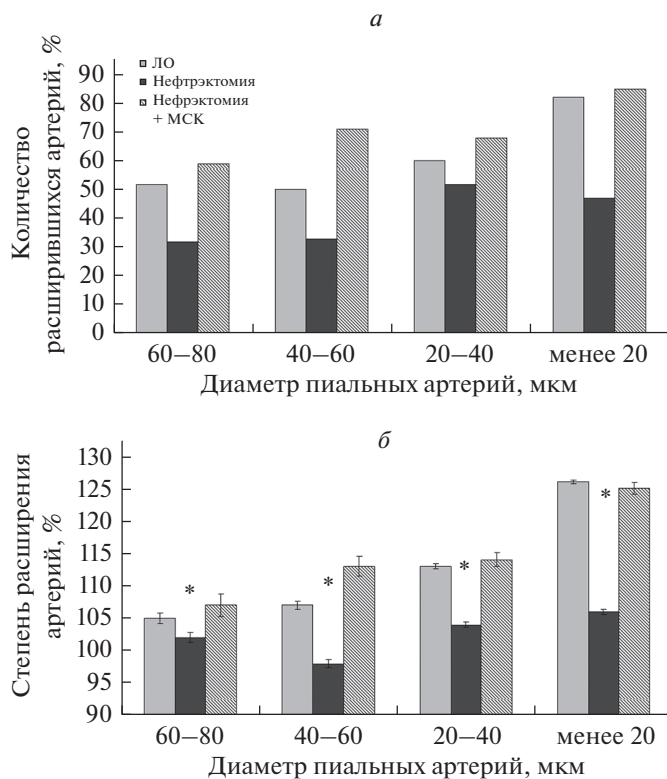 а
Количество
расширившихся артерий, %
90
80
70
60
50
40
30
20
10
0
ЛО
Нефтрэктомия
Нефрэктомия
+ МСК
60–80
40–60
20–40
менее 20
Диаметр пиальных артерий, мкм
б
Степень расширения
артерий, %
130
125
120
115
110
105
100
95
90
*
*
*
*
60–80
40–60
20–40
менее 20
Диаметр пиальных артерий, мкм